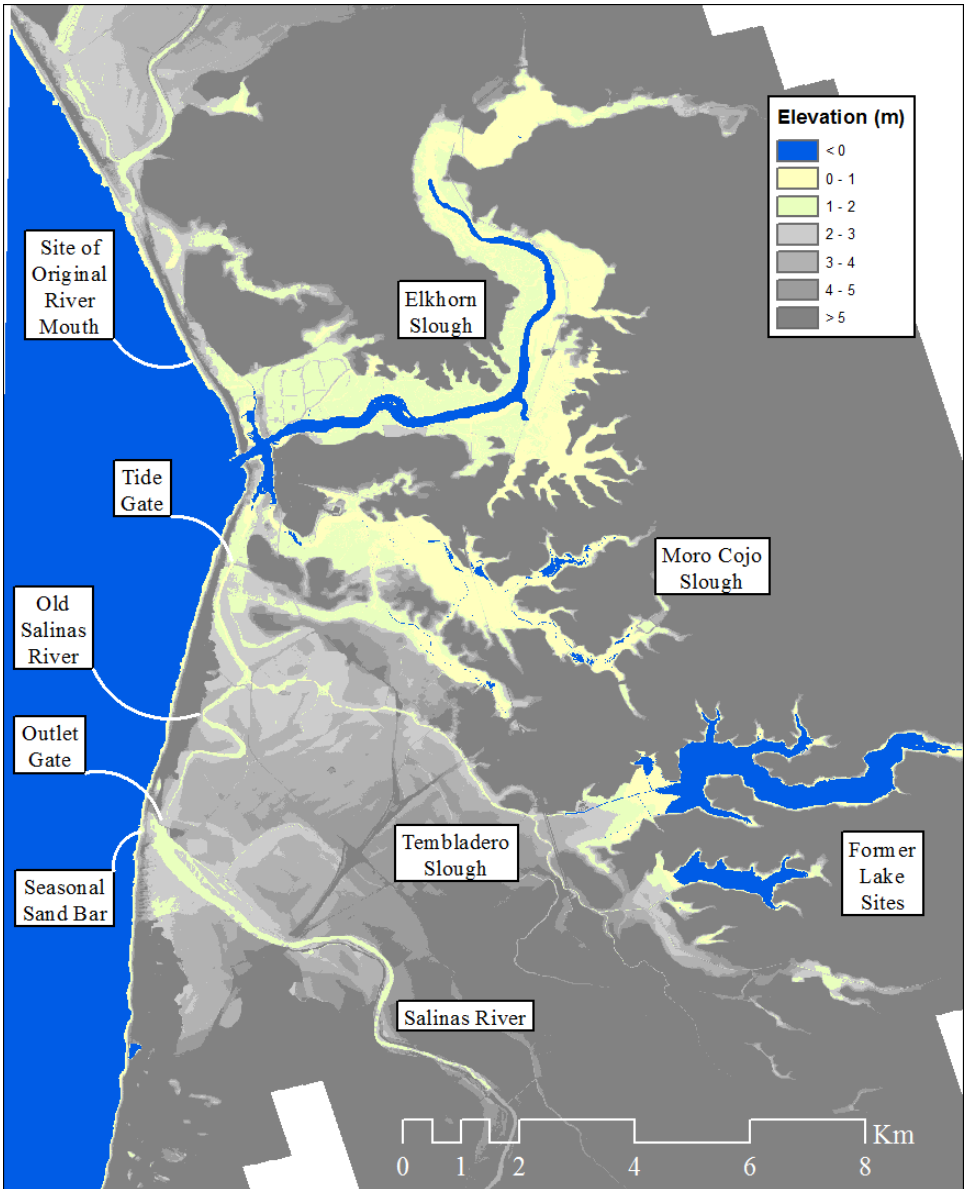 Elevation (m)
< 0
0 - 1
1 - 2
2 - 3
3 - 4
4 - 5
> 5
Site of
Original
River
Mouth
Elkhorn
Slough
Tide
Gate
Moro Cojo
Slough
Old
Salinas
River
Outlet
Gate
Tembladero
Slough
Former
Lake
Sites
Seasonal
Sand Bar
Salinas River
Km
0 1 2 4 6 8